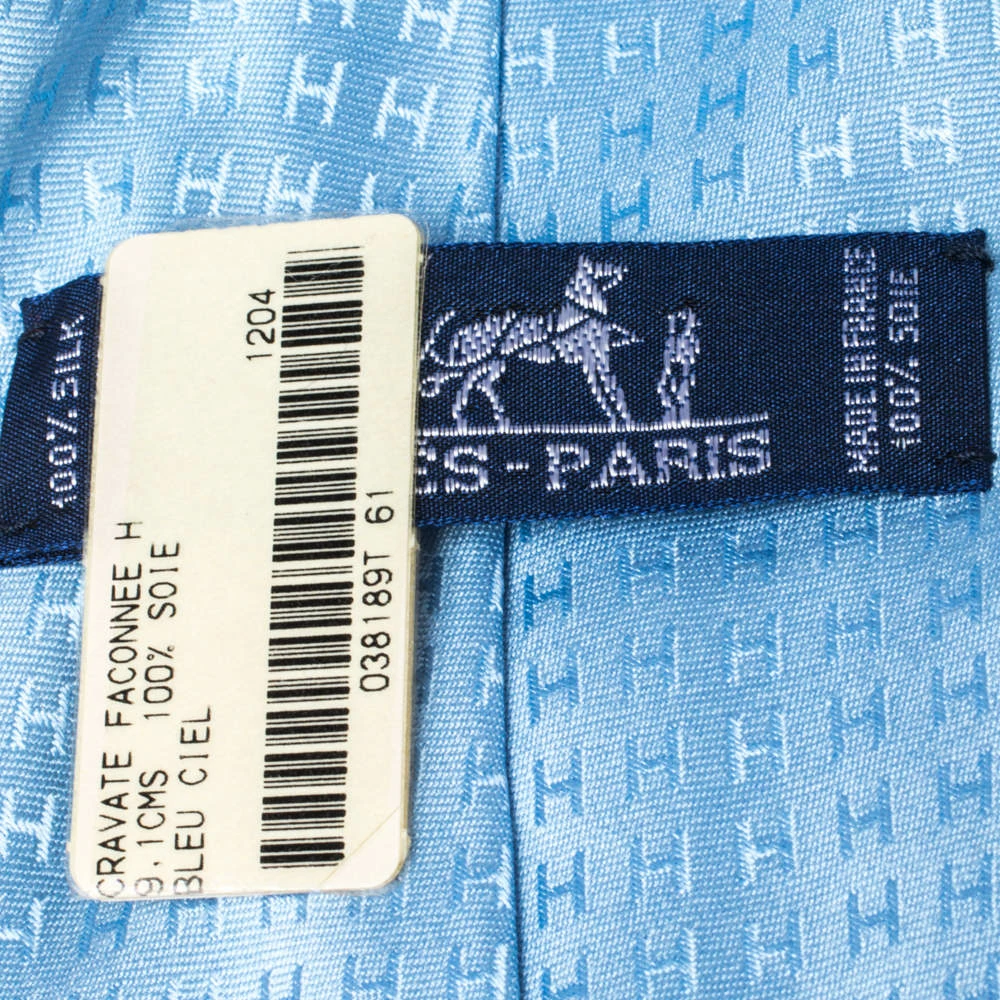 100% SILK
CRAVATE FACONNEE H
9.1CMS 100% SOIE
BLEU CIEL
1204
038189T 61
ES-PARIS
MADE IN FRANCE
100% SOIE